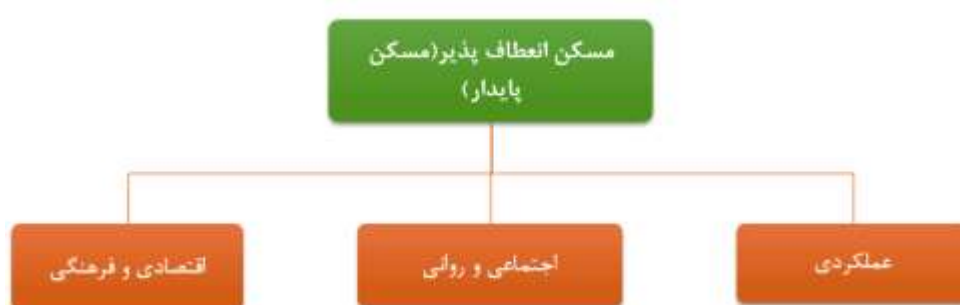 مسکن انعطاف پذیر(مسکن
پایدار)
عملکردی
اجتماعی و روانی
اقتصادی و فرهنگی